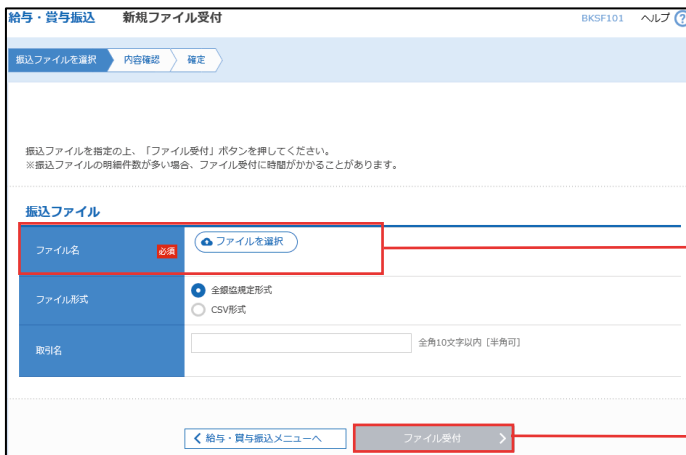 給与・賞与振込 新規ファイル受付 BKSF101 ヘルプ ?
振込ファイルを選択 内容確認 確定
振込ファイルを指定の上、「ファイル受付」ボタンを押してください。
※振込ファイルの明細件数が多い場合、ファイル受付に時間がかかることがあります。
振込ファイル
ファイル名 必須 ファイルを選択
ファイル形式 全銀協規定形式
CSV形式
取引名 全角10文字以内［半角可］
給与・賞与振込メニューへ ファイル受付